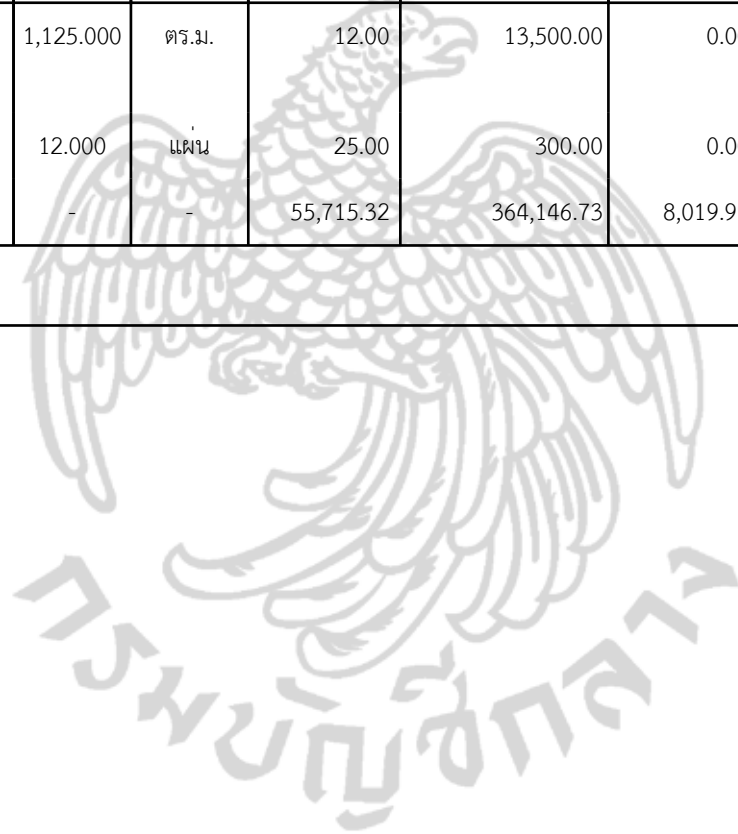 1,125.000 ตร.ม. 12.00 13,500.00 0.0
12.000 แผ่น 25.00 300.00 0.0
- - 55,715.32 364,146.73 8,019.9
กรมบัญชีกลาง